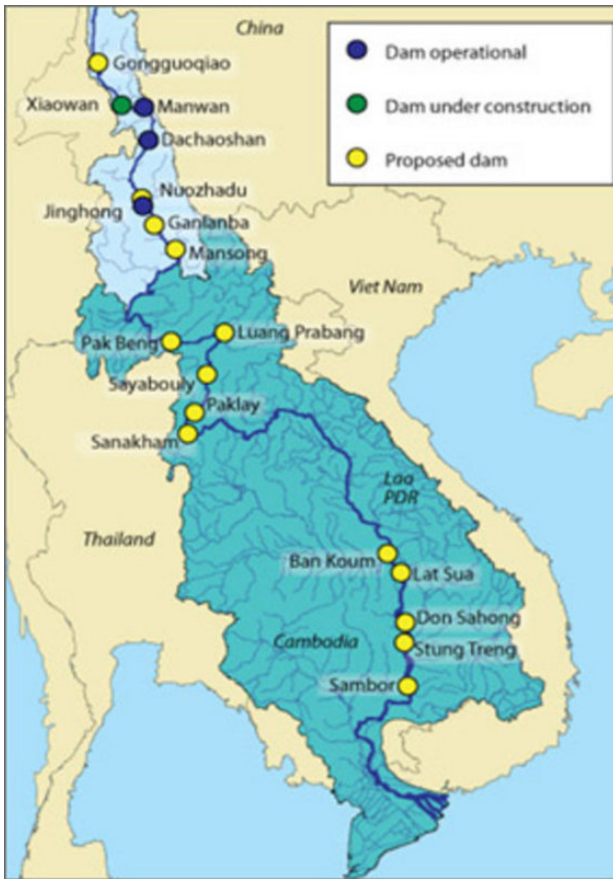 China
Dam operational
Dam under construction
Proposed dam
Gongguoqiao
Xiaowan
Manwan
Dachaoshan
Nuozhadu
Jinghong
Ganlanba
Mansong
Viet Nam
Luang Prabang
Pak Beng
Sayabouly
Paklay
Sanakham
Lao
PDR
Thailand
Ban Koum
Lat Sua
Don Sahong
Cambodia
Stung Treng
Sambor